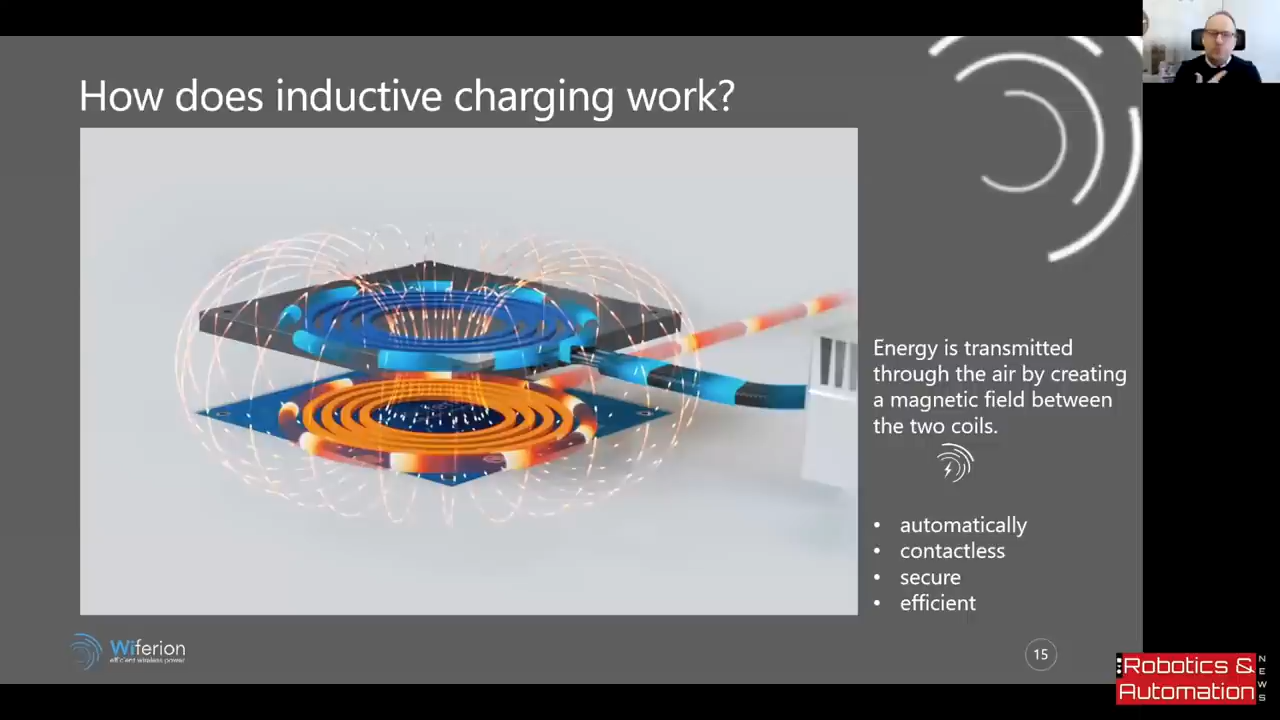 How does inductive charging work?
Energy is transmitted
through the air by creating
a magnetic field between
the two coils.
• automatically
• contactless
• secure
• efficient
Wiferion
efficient wireless power
15
Robotics &
Automation
NEWS